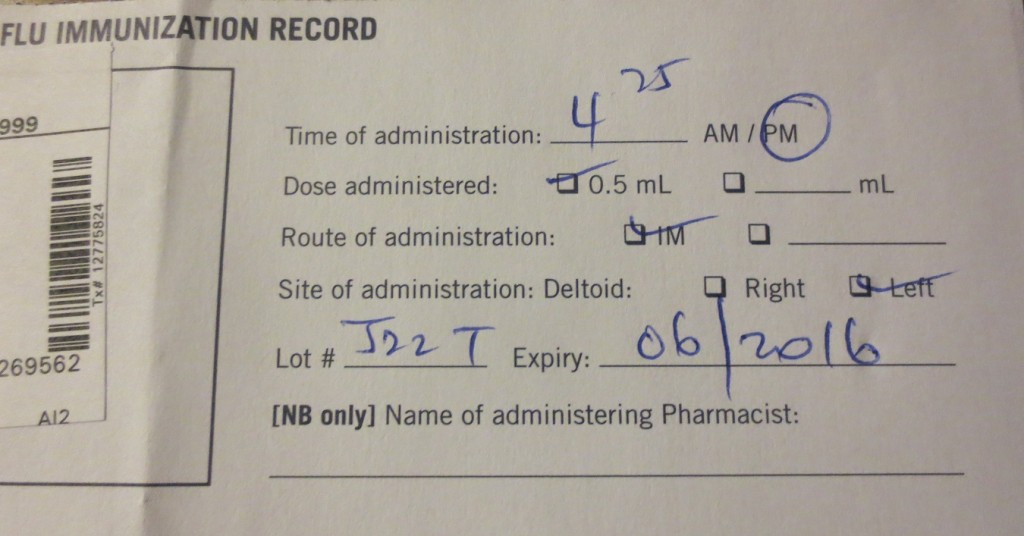 FLU IMMUNIZATION RECORD
999
Tx# 12775824
269562
AI2
Time of administration: 4 25 AM / PM
Dose administered: 0.5 mL mL
Route of administration: IM
Site of administration: Deltoid: Right Left
Lot # J22 T Expiry: 06/2016
[NB only] Name of administering Pharmacist: